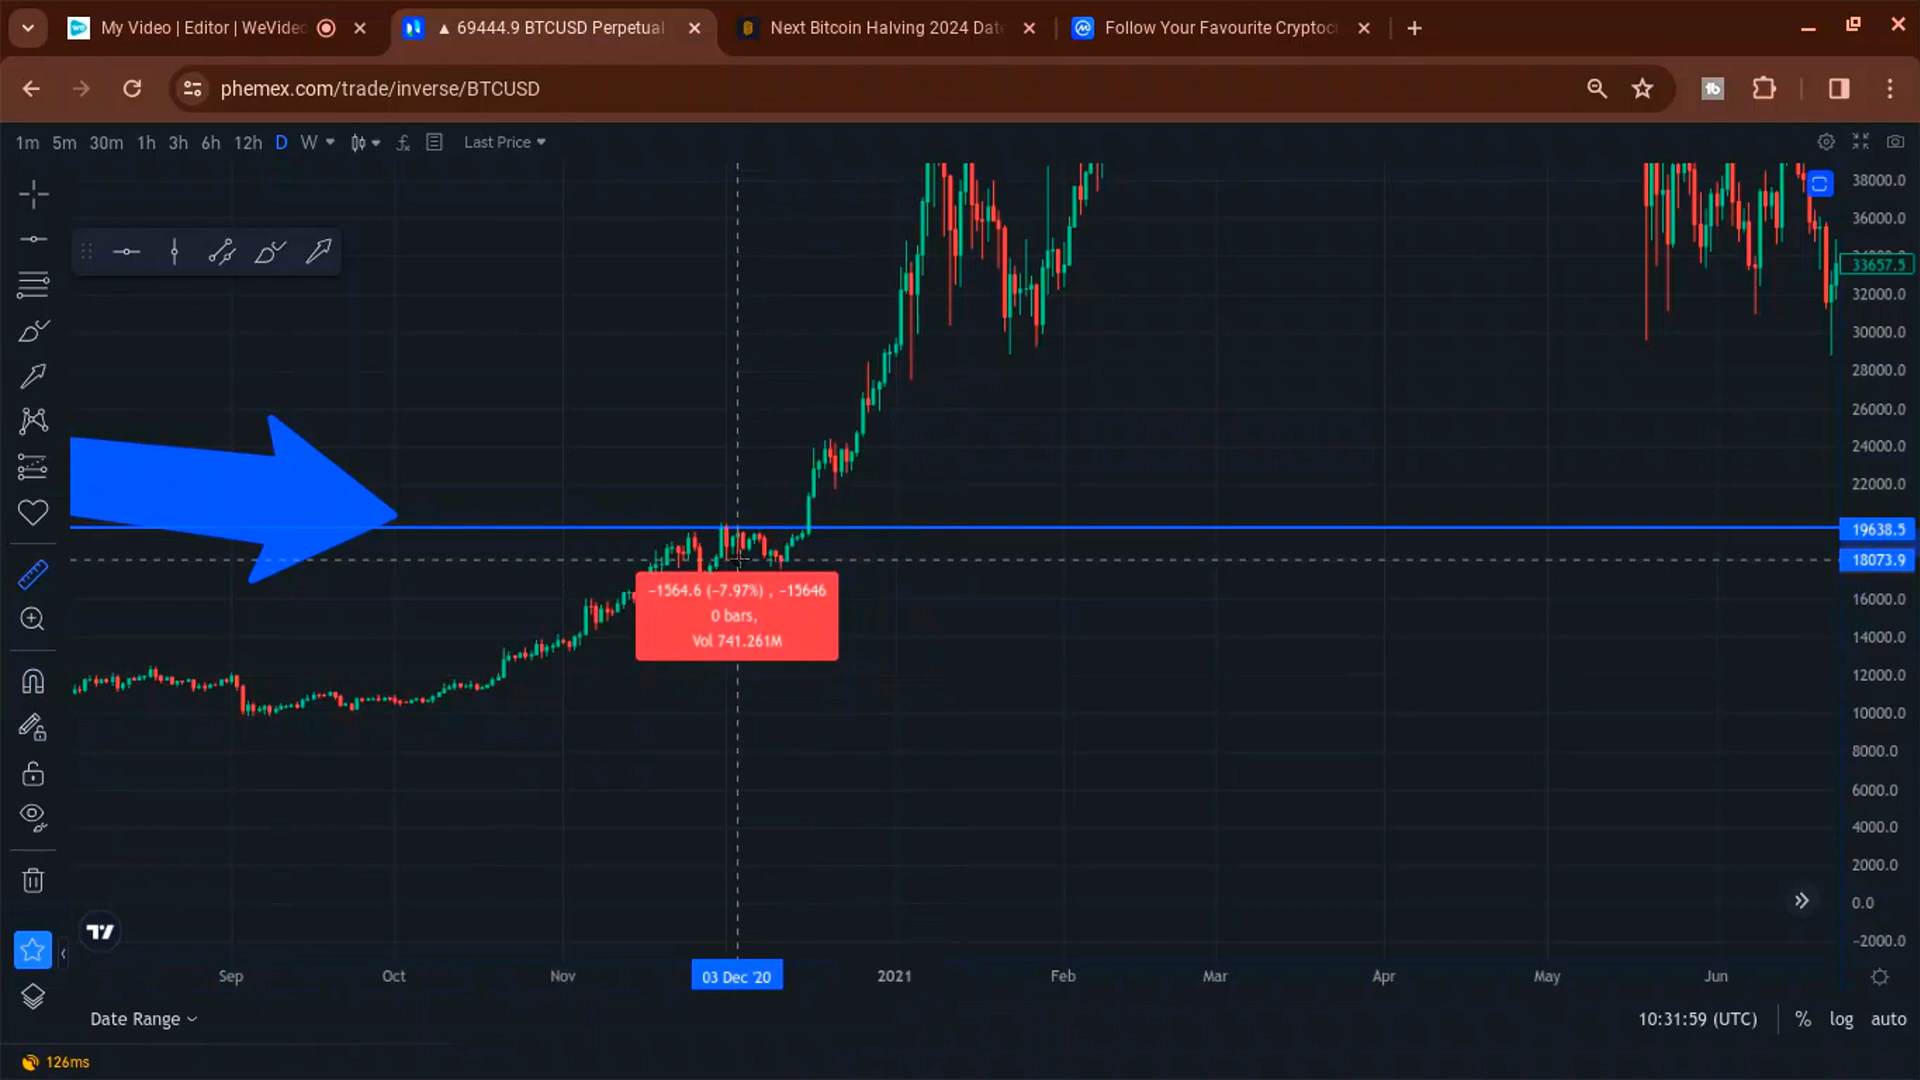 My Video | Editor | WeVideo
▲ 69444.9 BTCUSD Perpetual
Next Bitcoin Halving 2024 Date
Follow Your Favourite Cryptoc
phemex.com/trade/inverse/BTCUSD
1m 5m 30m 1h 3h 6h 12h D W Last Price
38000.0
36000.0
34000.0
33657.5
32000.0
30000.0
28000.0
26000.0
24000.0
22000.0
19638.5
18073.9
16000.0
14000.0
12000.0
10000.0
8000.0
6000.0
4000.0
2000.0
0.0
−2000.0
−1564.6 (−7.97%) , −15646
0 bars,
Vol 741.261M
Sep Oct Nov 03 Dec '20 2021 Feb Mar Apr May Jun
Date Range 10:31:59 (UTC) % log auto
126ms